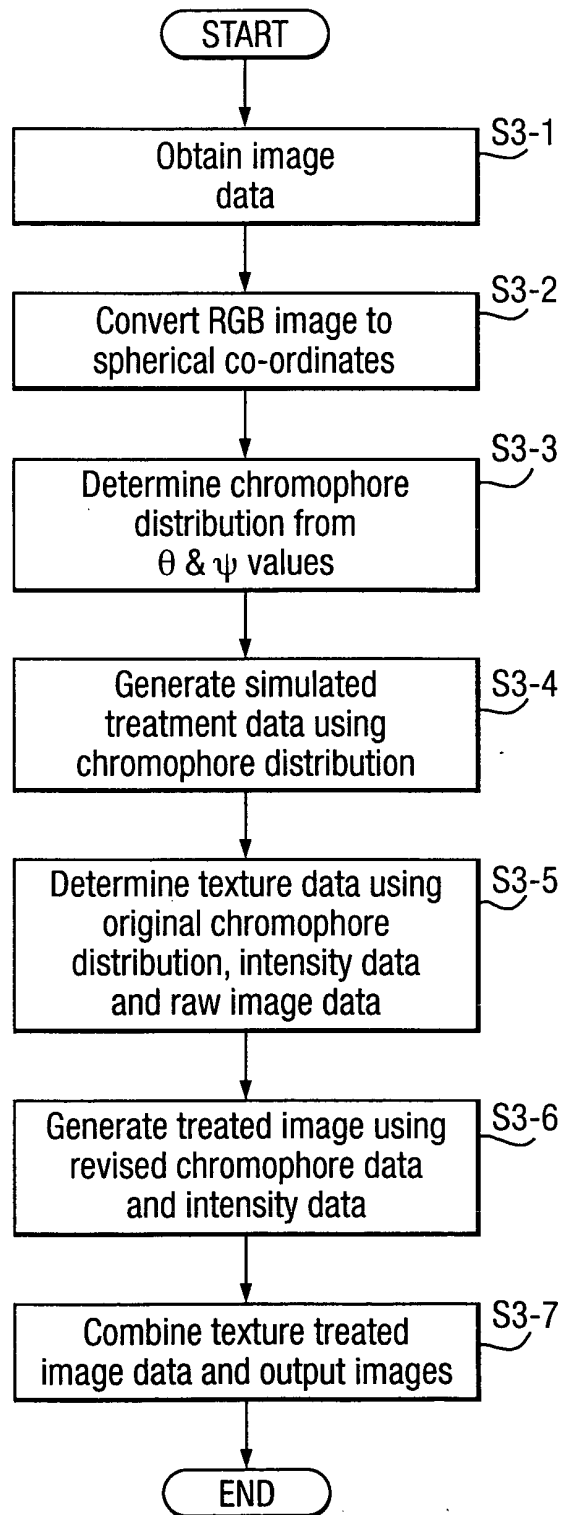 START
S3-1
Obtain image
data
S3-2
Convert RGB image to
spherical co-ordinates
S3-3
Determine chromophore
distribution from
θ & ψ values
S3-4
Generate simulated
treatment data using
chromophore distribution
S3-5
Determine texture data using
original chromophore
distribution, intensity data
and raw image data
S3-6
Generate treated image using
revised chromophore data
and intensity data
S3-7
Combine texture treated
image data and output images
END